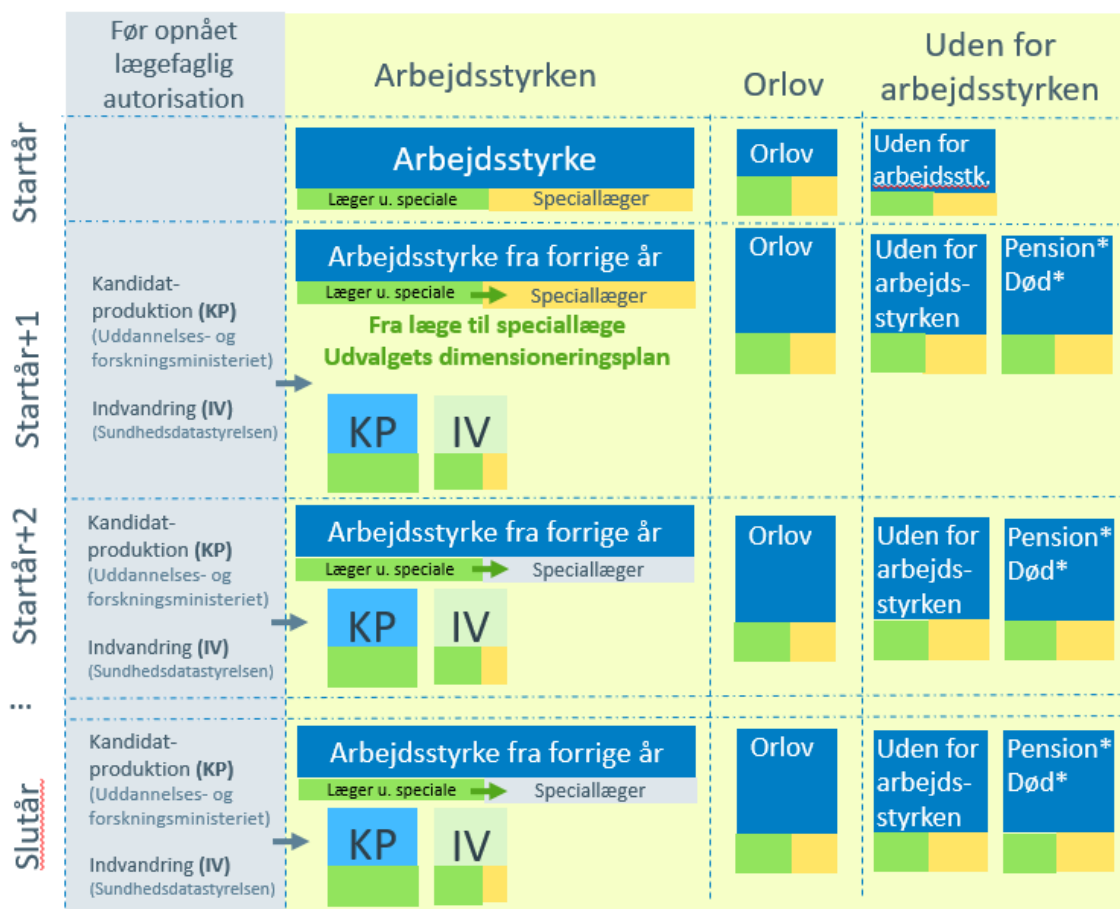 Før opnået
lægefaglig
autorisation
Arbejdsstyrken
Orlov
Uden for
arbejdsstyrken
Startår
Arbejdsstyrke
Læger u. speciale
Speciallæger
Orlov
Uden for
arbejdsstk.
Startår+1
Kandidat-
produktion (KP)
(Uddannelses- og
forskningsministeriet)
Indvandring (IV)
(Sundhedsdatastyrelsen)
Arbejdsstyrke fra forrige år
Læger u. speciale
Speciallæger
Fra læge til speciallæge
Udvalgets dimensioneringsplan
KP
IV
Orlov
Uden for
arbejds-
styrken
Pension*
Død*
Startår+2
Kandidat-
produktion (KP)
(Uddannelses- og
forskningsministeriet)
Indvandring (IV)
(Sundhedsdatastyrelsen)
Arbejdsstyrke fra forrige år
Læger u. speciale
Speciallæger
KP
IV
Orlov
Uden for
arbejds-
styrken
Pension*
Død*
...
Slutår
Kandidat-
produktion (KP)
(Uddannelses- og
forskningsministeriet)
Indvandring (IV)
(Sundhedsdatastyrelsen)
Arbejdsstyrke fra forrige år
Læger u. speciale
Speciallæger
KP
IV
Orlov
Uden for
arbejds-
styrken
Pension*
Død*